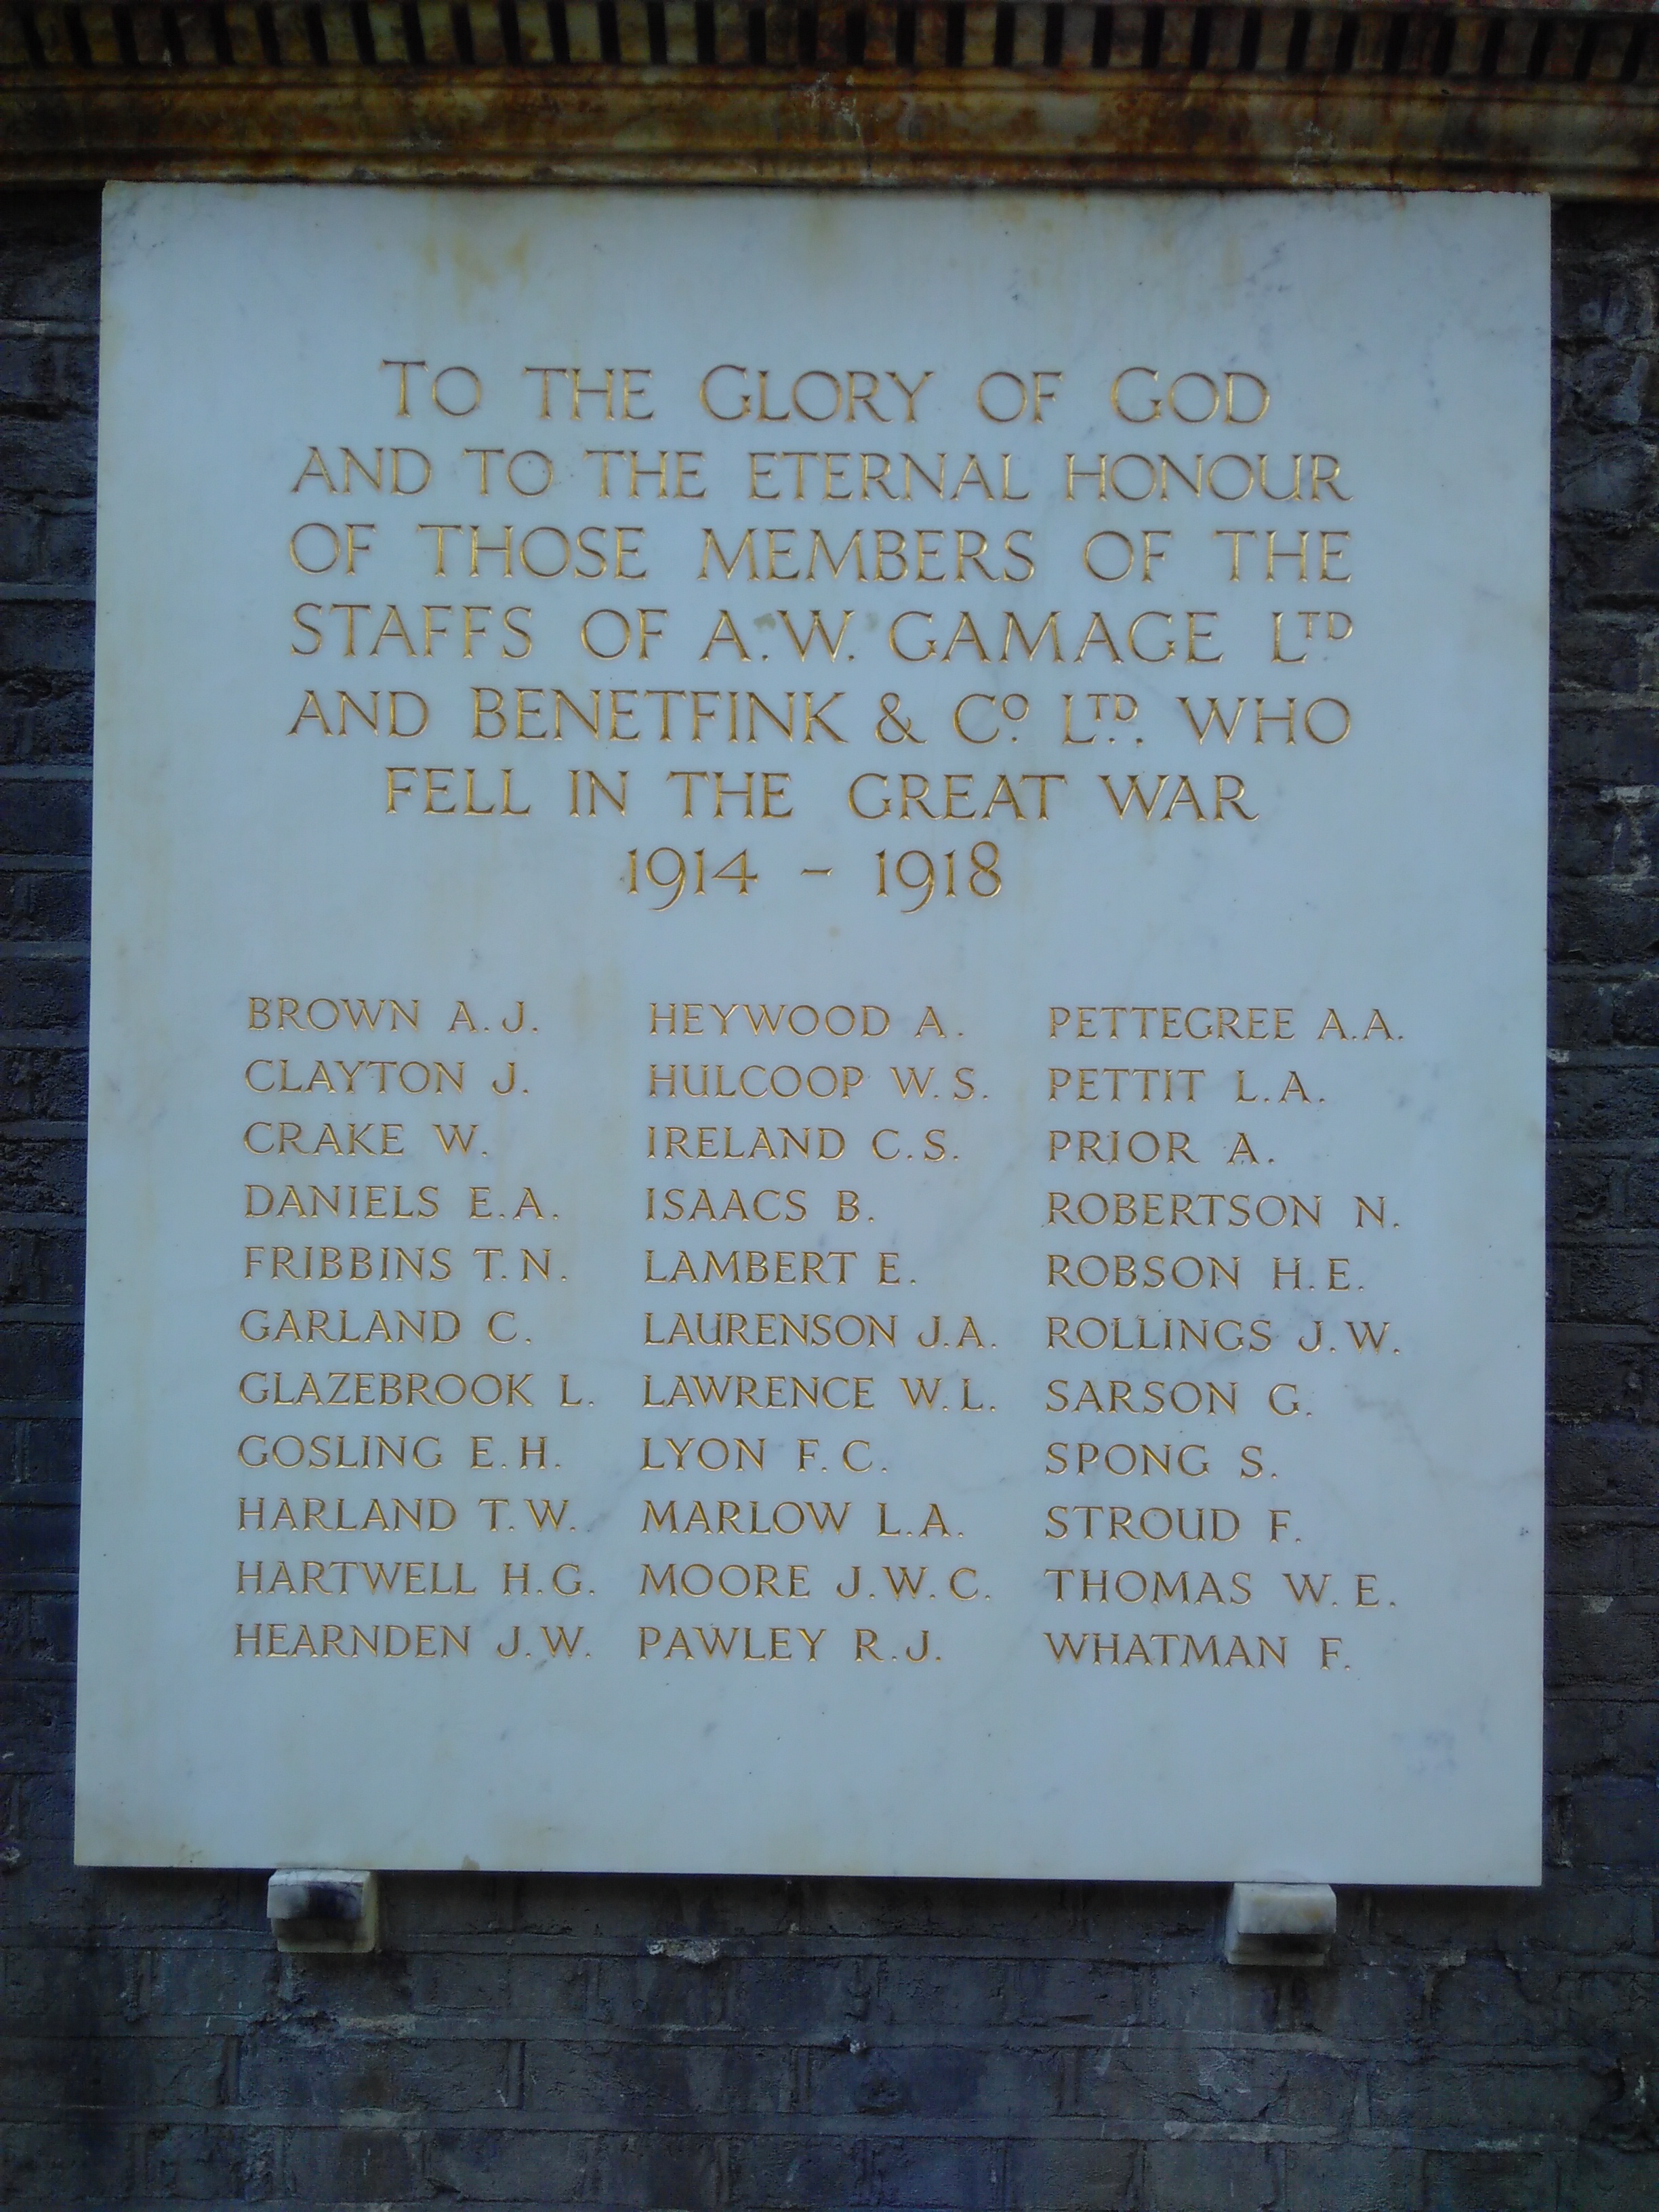 TO THE GLORY OF GOD
AND TO THE ETERNAL HONOUR
OF THOSE MEMBERS OF THE
STAFFS OF A.W. GAMAGE LTD
AND BENETFINK & CO. LTD. WHO
FELL IN THE GREAT WAR
1914 - 1918
BROWN A.J.
CLAYTON J.
CRAKE W.
DANIELS E.A.
FRIBBINS T.N.
GARLAND C.
GLAZEBROOK L.
GOSLING E.H.
HARLAND T.W.
HARTWELL H.G.
HEARNDEN J.W.
HEYWOOD A.
HULCOOP W.S.
IRELAND C.S.
ISAACS B.
LAMBERT E.
LAURENSON J.A.
LAWRENCE W.L.
LYON F.C.
MARLOW L.A.
MOORE J.W.C.
PAWLEY R.J.
PETTEGREE A.A.
PETTIT L.A.
PRIOR A.
ROBERTSON N.
ROBSON H.E.
ROLLINGS J.W.
SARSON G.
SPONG S.
STROUD F.
THOMAS W.E.
WHATMAN F.